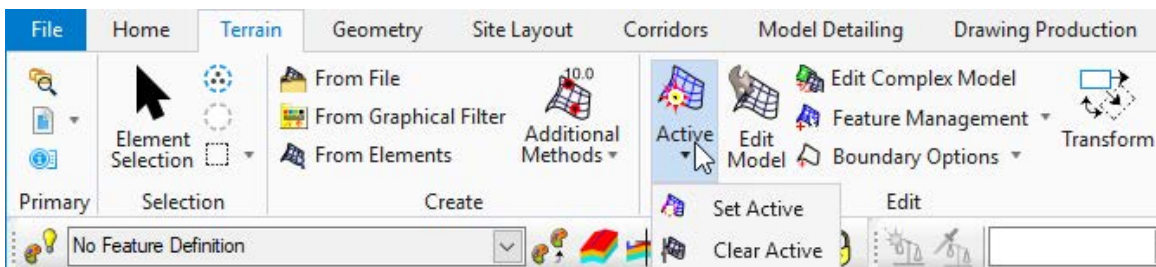 File Home Terrain Geometry Site Layout Corridors Model Detailing Drawing Production
From File
From Graphical Filter
From Elements
Element
Selection
10.0
Additional
Methods
Active
Edit
Model
Edit Complex Model
Feature Management
Boundary Options
Transform
Primary Selection Create Edit
Set Active
Clear Active
No Feature Definition